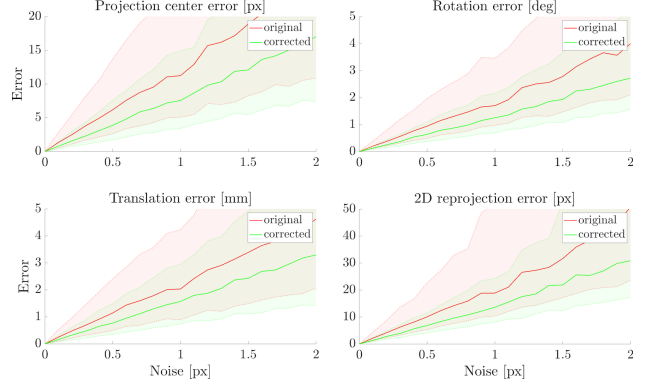 Projection center error [px]
Rotation error [deg]
Error
20
15
10
5
0
0
0.5
1
1.5
2
original
corrected
5
4
3
2
1
0
0
0.5
1
1.5
2
original
corrected
Translation error [mm]
2D reprojection error [px]
Error
5
4
3
2
1
0
0
0.5
1
1.5
2
Noise [px]
original
corrected
50
40
30
20
10
0
0
0.5
1
1.5
2
Noise [px]
original
corrected